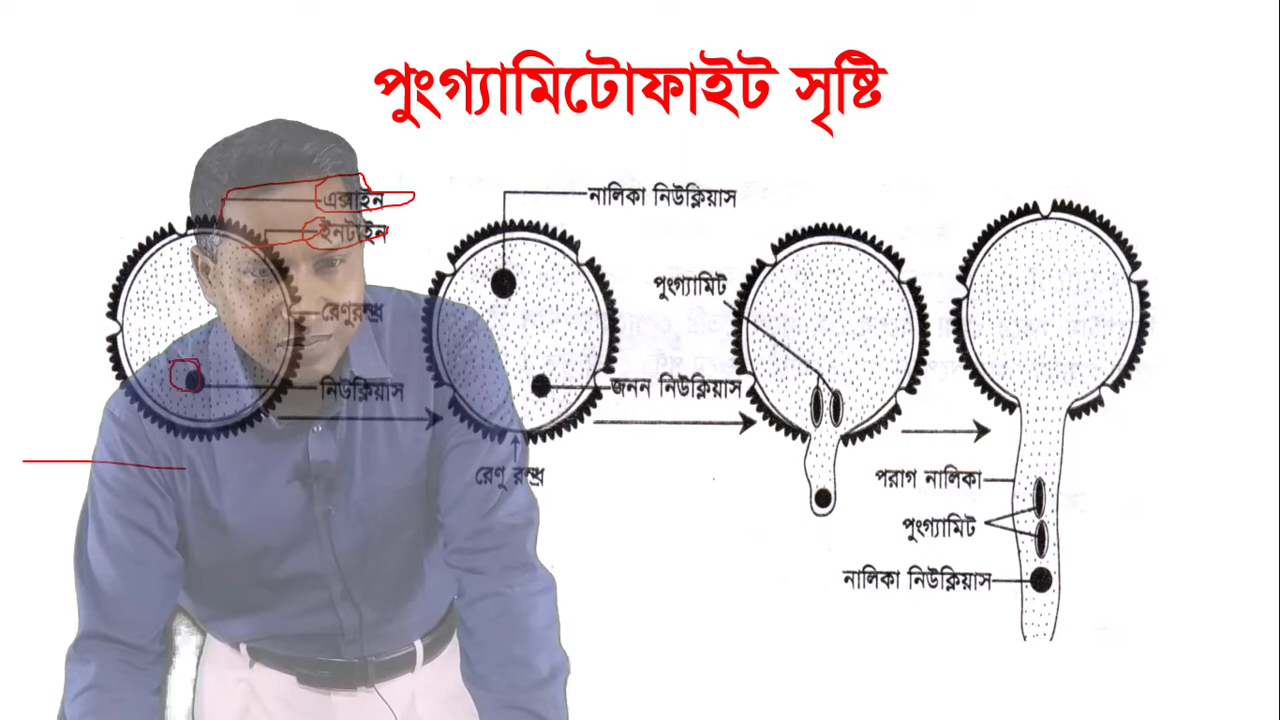 পুংগ্যামিটোফাইট সৃষ্টি
এক্সাইন
ইনটাইন
রেণুরন্ধ্র
নিউক্লিয়াস
নালিকা নিউক্লিয়াস
জনন নিউক্লিয়াস
রেণু রন্ধ্র
পুংগ্যামিট
পরাগ নালিকা
পুংগ্যামিট
নালিকা নিউক্লিয়াস